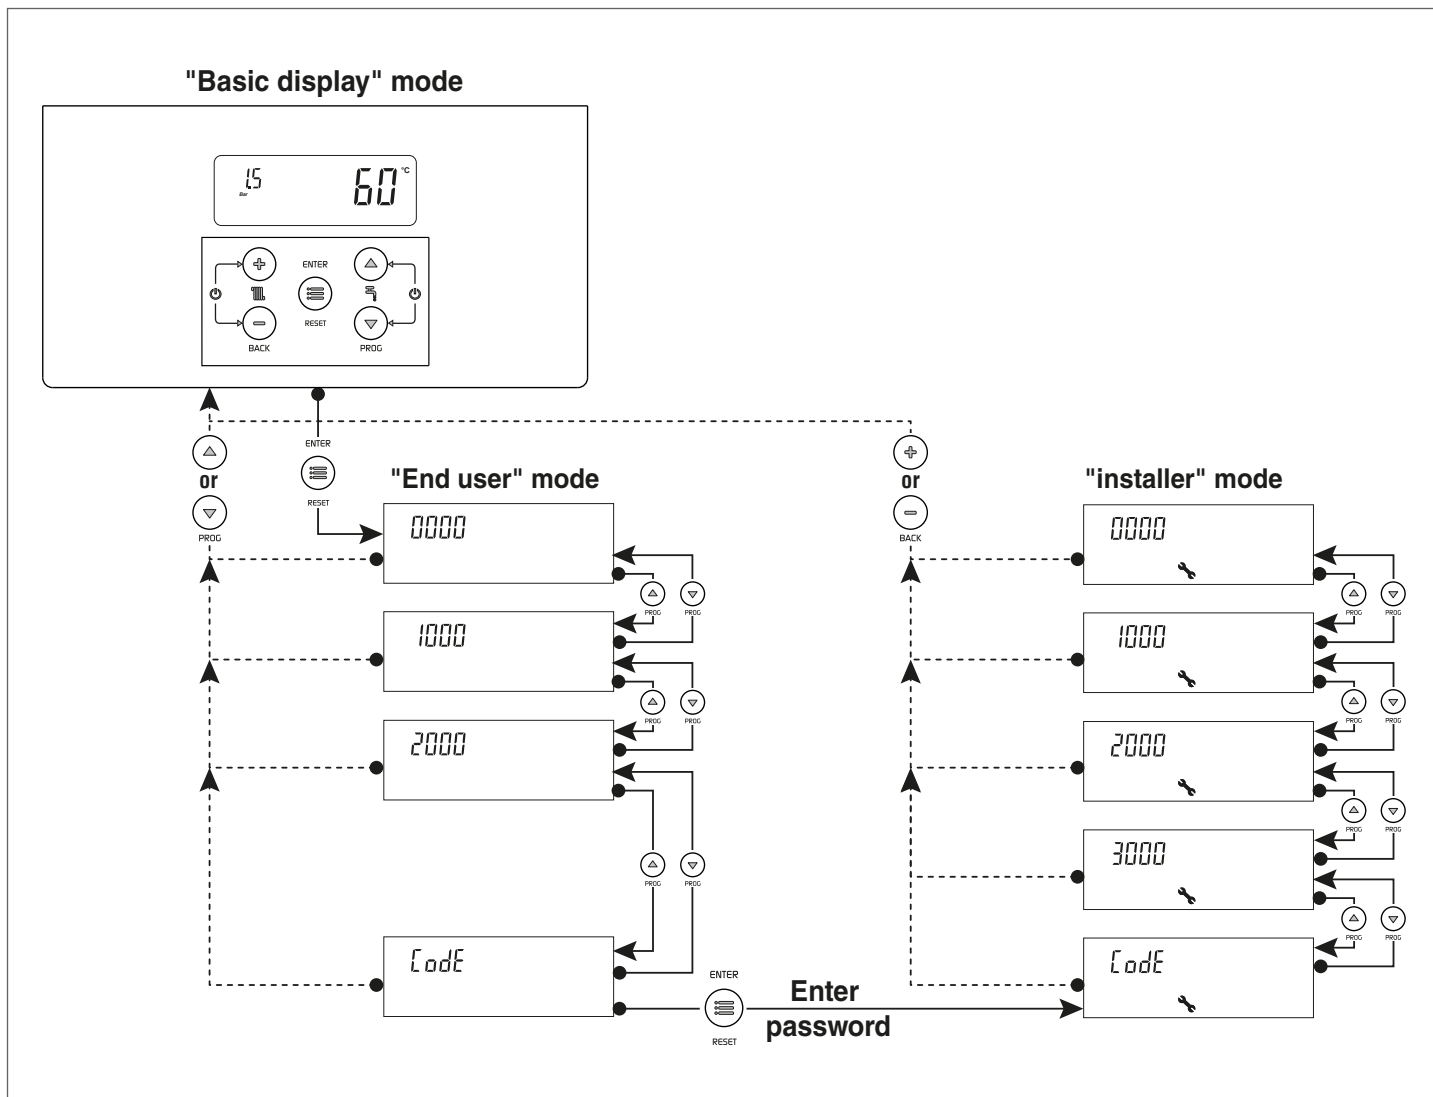 "Basic display" mode
1.5
Bar
60 °C
ENTER
RESET
BACK
PROG
ENTER
RESET
or
PROG
"End user" mode
or
BACK
"installer" mode
0000
PROG PROG
1000
PROG PROG
2000
PROG PROG
CodE
ENTER
RESET
Enter
password
0000
PROG PROG
1000
PROG PROG
2000
PROG PROG
3000
PROG PROG
CodE